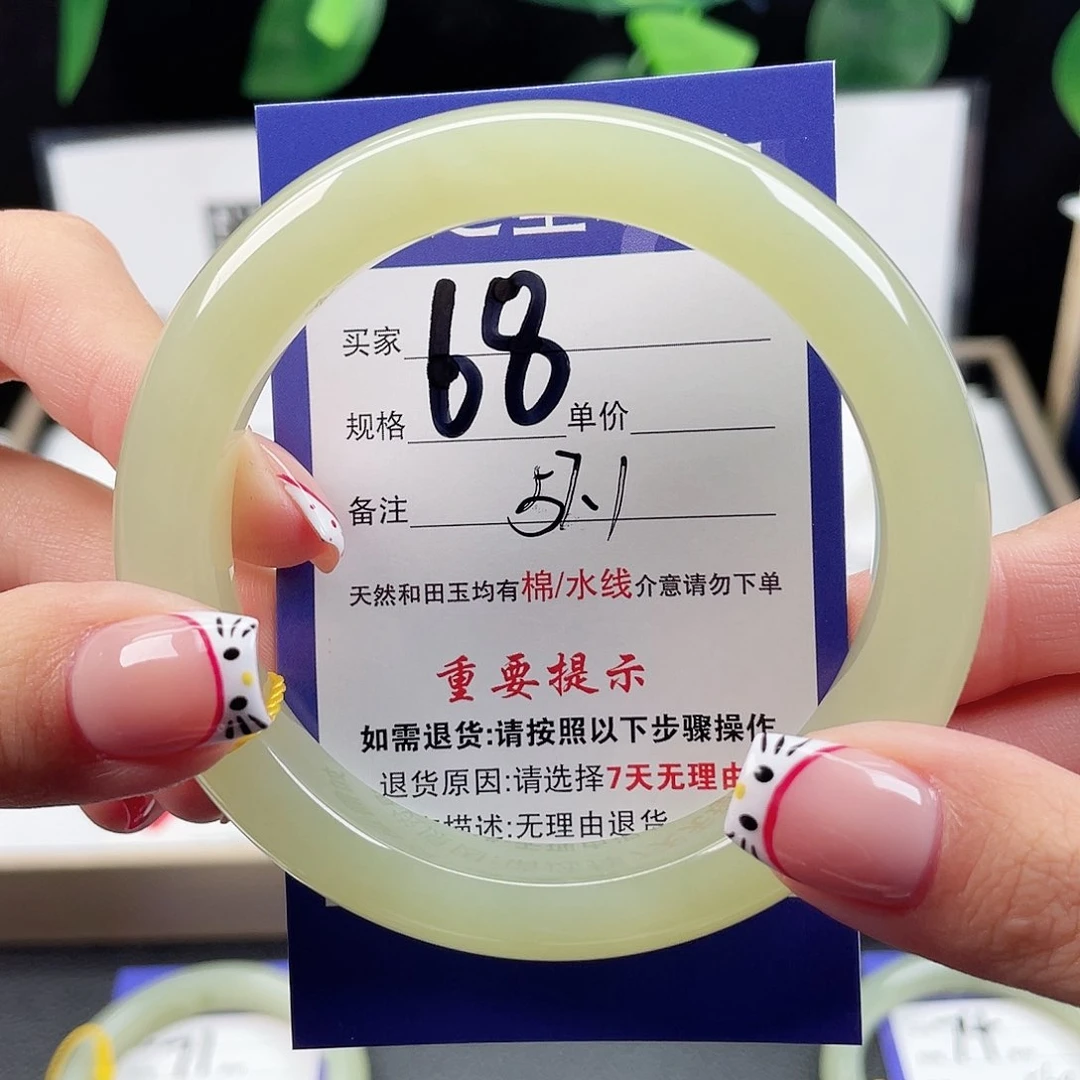 68
买家
规格 单价
备注 57.1
天然和田玉均有棉/水线介意请勿下单
重要提示
如需退货:请按照以下步骤操作
退货原因:请选择7天无理由
描述:无理由退货
71